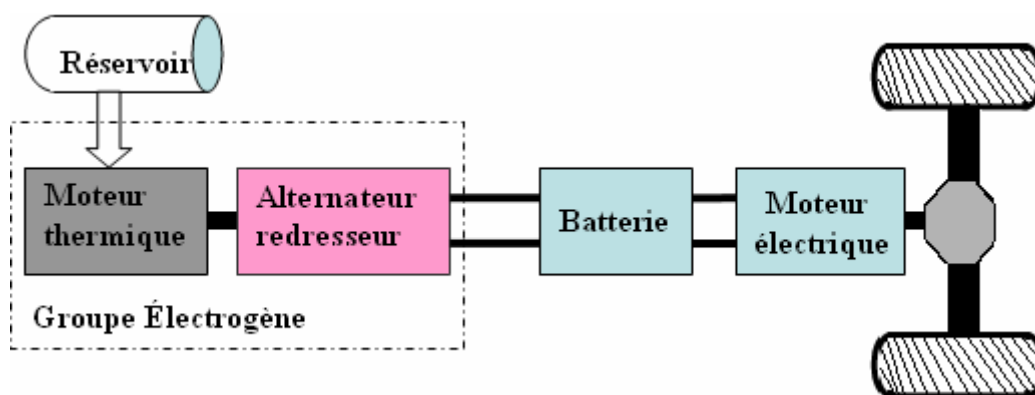 Réservoir
Moteur
thermique
Alternateur
redresseur
Batterie
Moteur
électrique
Groupe Électrogène